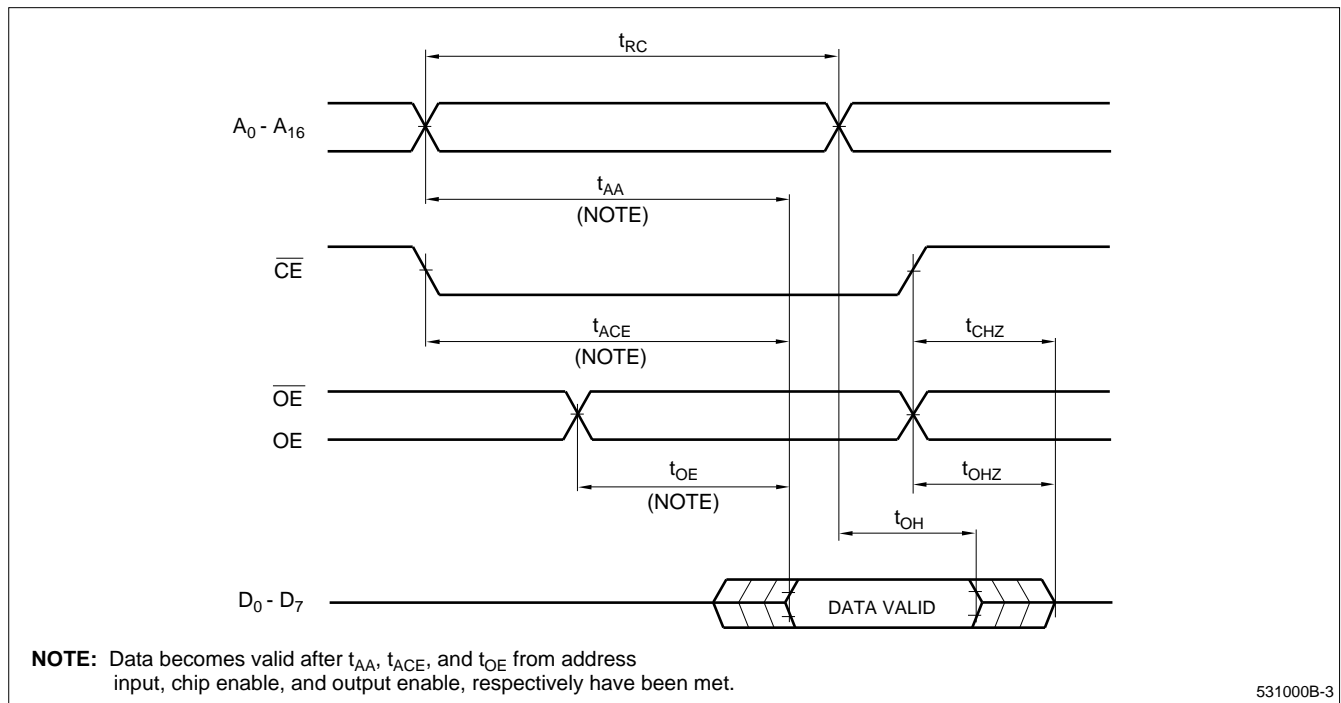 tRC
A0 - A16
tAA
(NOTE)
CE
tACE
(NOTE)
tCHZ
OE
OE
tOE
(NOTE)
tOHZ
tOH
D0 - D7
DATA VALID
NOTE: Data becomes valid after tAA, tACE, and tOE from address
input, chip enable, and output enable, respectively have been met.
531000B-3